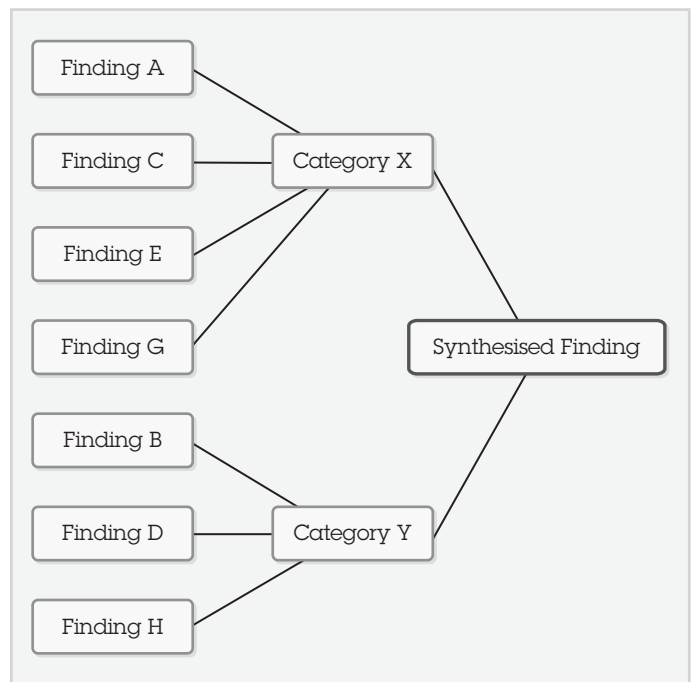 Finding A
Finding C
Category X
Finding E
Finding G
Synthesised Finding
Finding B
Finding D
Category Y
Finding H